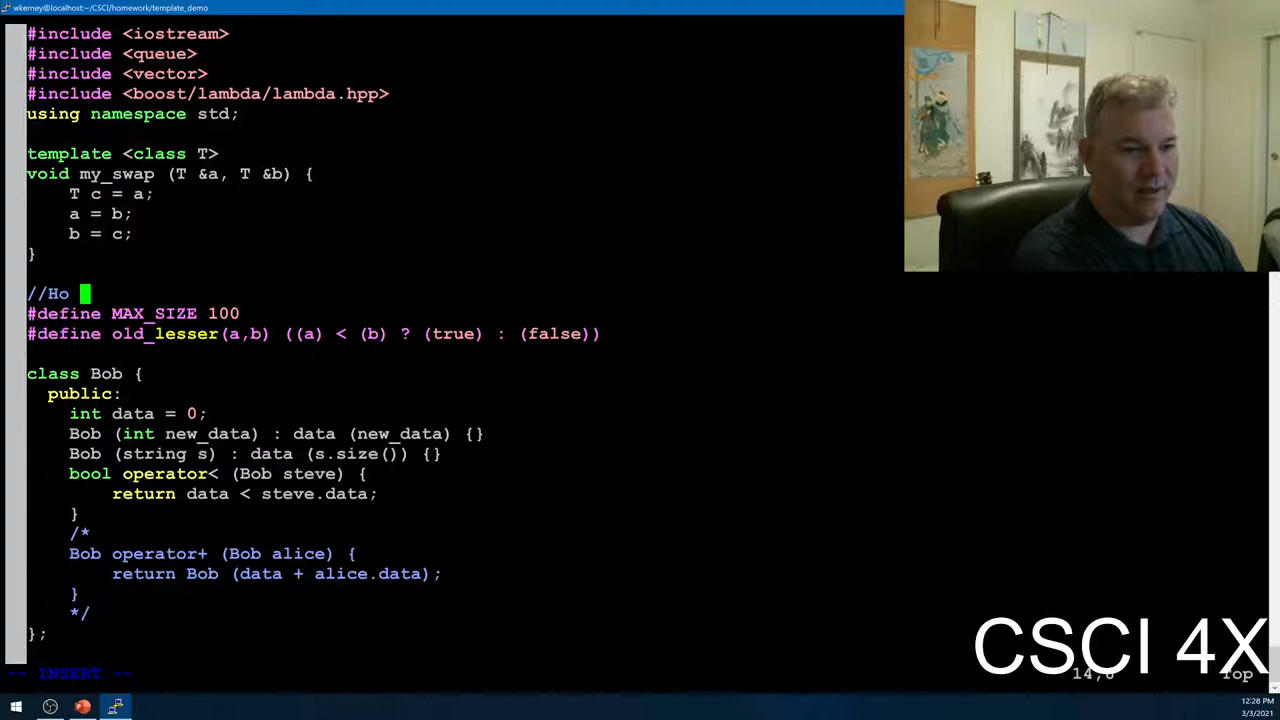 wkerney@localhost:~/CSCI/homework/template_demo
#include <iostream>
#include <queue>
#include <vector>
#include <boost/lambda/lambda.hpp>
using namespace std;
template <class T>
void my_swap (T &a, T &b) {
    T c = a;
    a = b;
    b = c;
}
//Ho
#define MAX_SIZE 100
#define old_lesser(a,b) ((a) < (b) ? (true) : (false))
class Bob {
  public:
    int data = 0;
    Bob (int new_data) : data (new_data) {}
    Bob (string s) : data (s.size()) {}
    bool operator< (Bob steve) {
        return data < steve.data;
    }
    /*
    Bob operator+ (Bob alice) {
        return Bob (data + alice.data);
    }
    */
};
CSCI 4X
-- INSERT --
Top
12:28 PM
3/3/2021